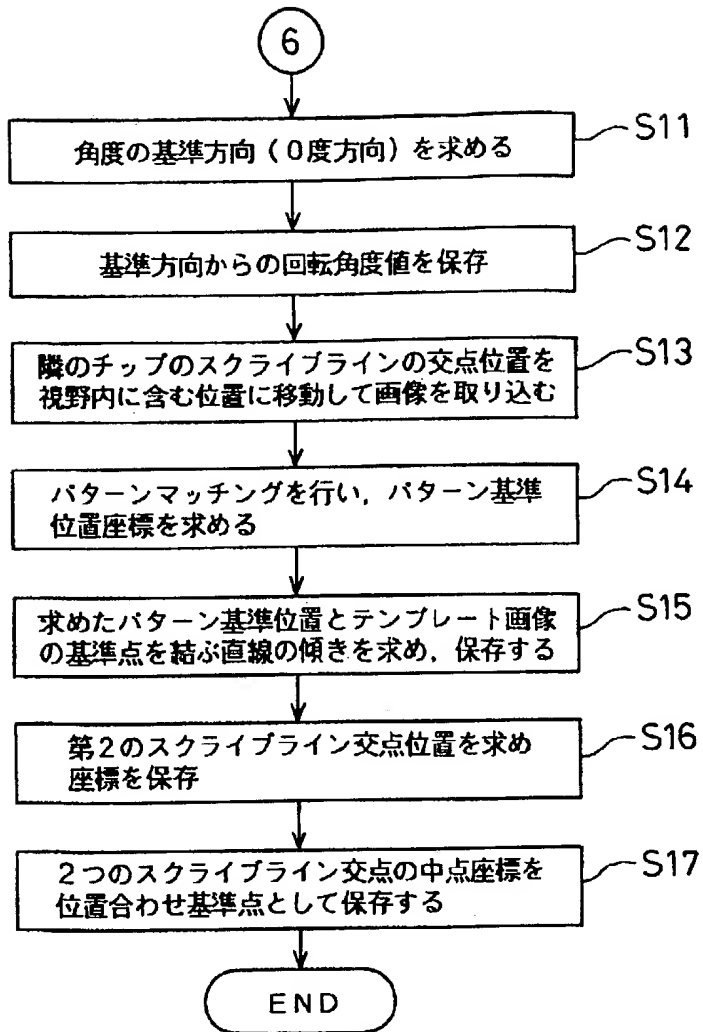 6
角度の基準方向(0度方向)を求める
S11
基準方向からの回転角度値を保存
S12
隣のチップのスクライブラインの交点位置を
視野内に含む位置に移動して画像を取り込む
S13
パターンマッチングを行い,パターン基準
位置座標を求める
S14
求めたパターン基準位置とテンプレート画像
の基準点を結ぶ直線の傾きを求め,保存する
S15
第2のスクライブライン交点位置を求め
座標を保存
S16
2つのスクライブライン交点の中点座標を
位置合わせ基準点として保存する
S17
END